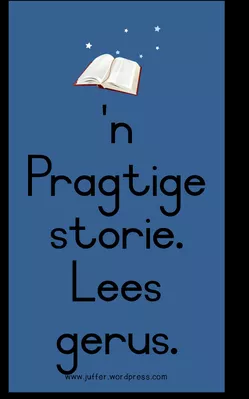 'n
Pragtige
storie.
Lees
gerus.
www.juffer.wordpress.com